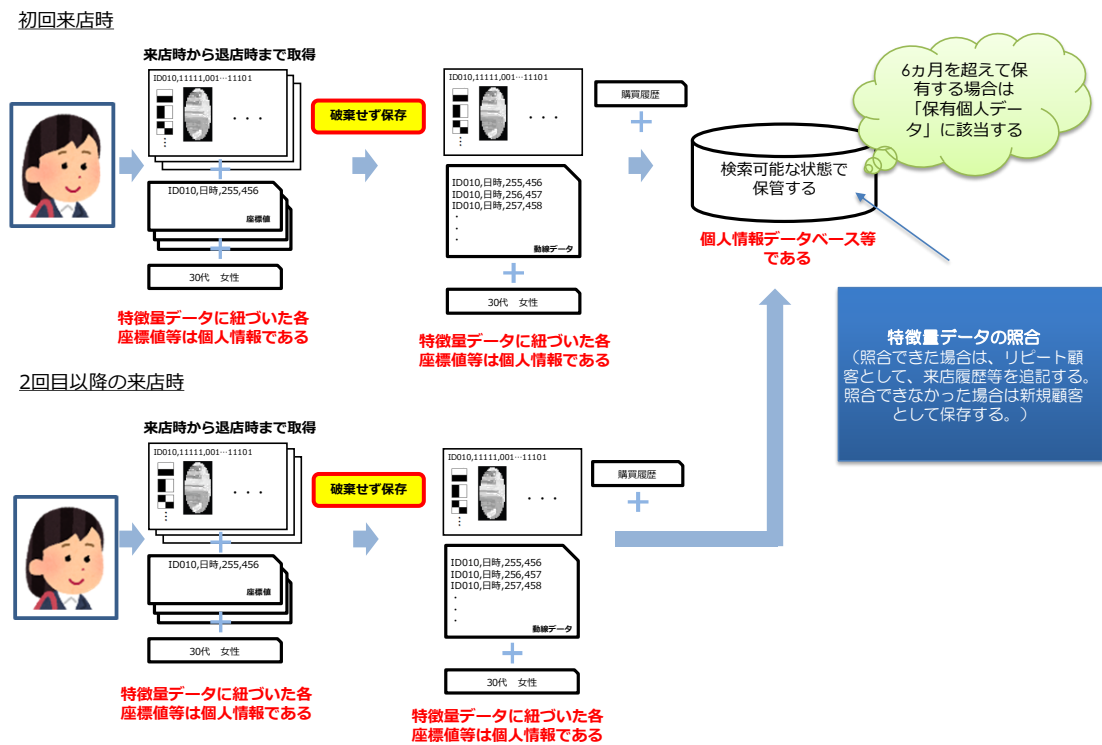 初回来店時
来店時から退店時まで取得
ID010,11111,001…11101
・・・
⋮
ID010,日時,255,456
座標値
30代　女性
特徴量データに紐づいた各
座標値等は個人情報である
破棄せず保存
ID010,11111,001…11101
・・・
⋮
ID010,日時,255,456
ID010,日時,256,457
ID010,日時,257,458
・
・
・
動線データ
30代　女性
特徴量データに紐づいた各
座標値等は個人情報である
購買履歴
検索可能な状態で
保管する
個人情報データベース等
である
6ヵ月を超えて保
有する場合は
「保有個人デー
タ」に該当する
特徴量データの照合
（照合できた場合は、リピート顧
客として、来店履歴等を追記する。
照合できなかった場合は新規顧客
として保存する。）
2回目以降の来店時
来店時から退店時まで取得
ID010,11111,001…11101
・・・
⋮
ID010,日時,255,456
座標値
30代　女性
特徴量データに紐づいた各
座標値等は個人情報である
破棄せず保存
ID010,11111,001…11101
・・・
⋮
ID010,日時,255,456
ID010,日時,256,457
ID010,日時,257,458
・
・
・
動線データ
30代　女性
特徴量データに紐づいた各
座標値等は個人情報である
購買履歴